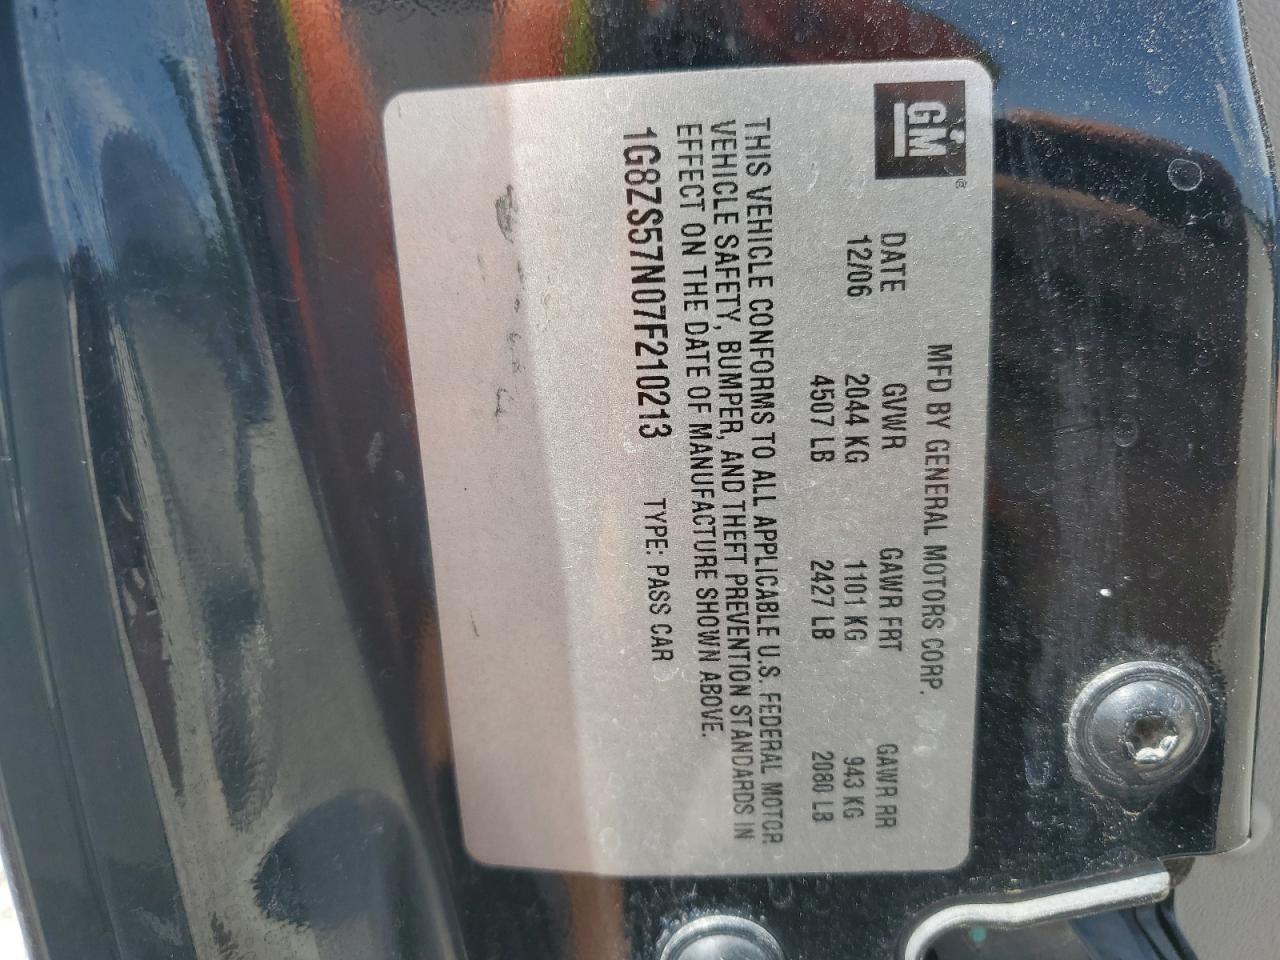 GM
MFD BY GENERAL MOTORS CORP.
DATE GVWR GAWR FRT GAWR RR
12/06 2044 KG 1101 KG 943 KG
4507 LB 2427 LB 2080 LB
THIS VEHICLE CONFORMS TO ALL APPLICABLE U.S. FEDERAL MOTOR
VEHICLE SAFETY, BUMPER, AND THEFT PREVENTION STANDARDS IN
EFFECT ON THE DATE OF MANUFACTURE SHOWN ABOVE.
1G8ZS57N07F210213 TYPE: PASS CAR